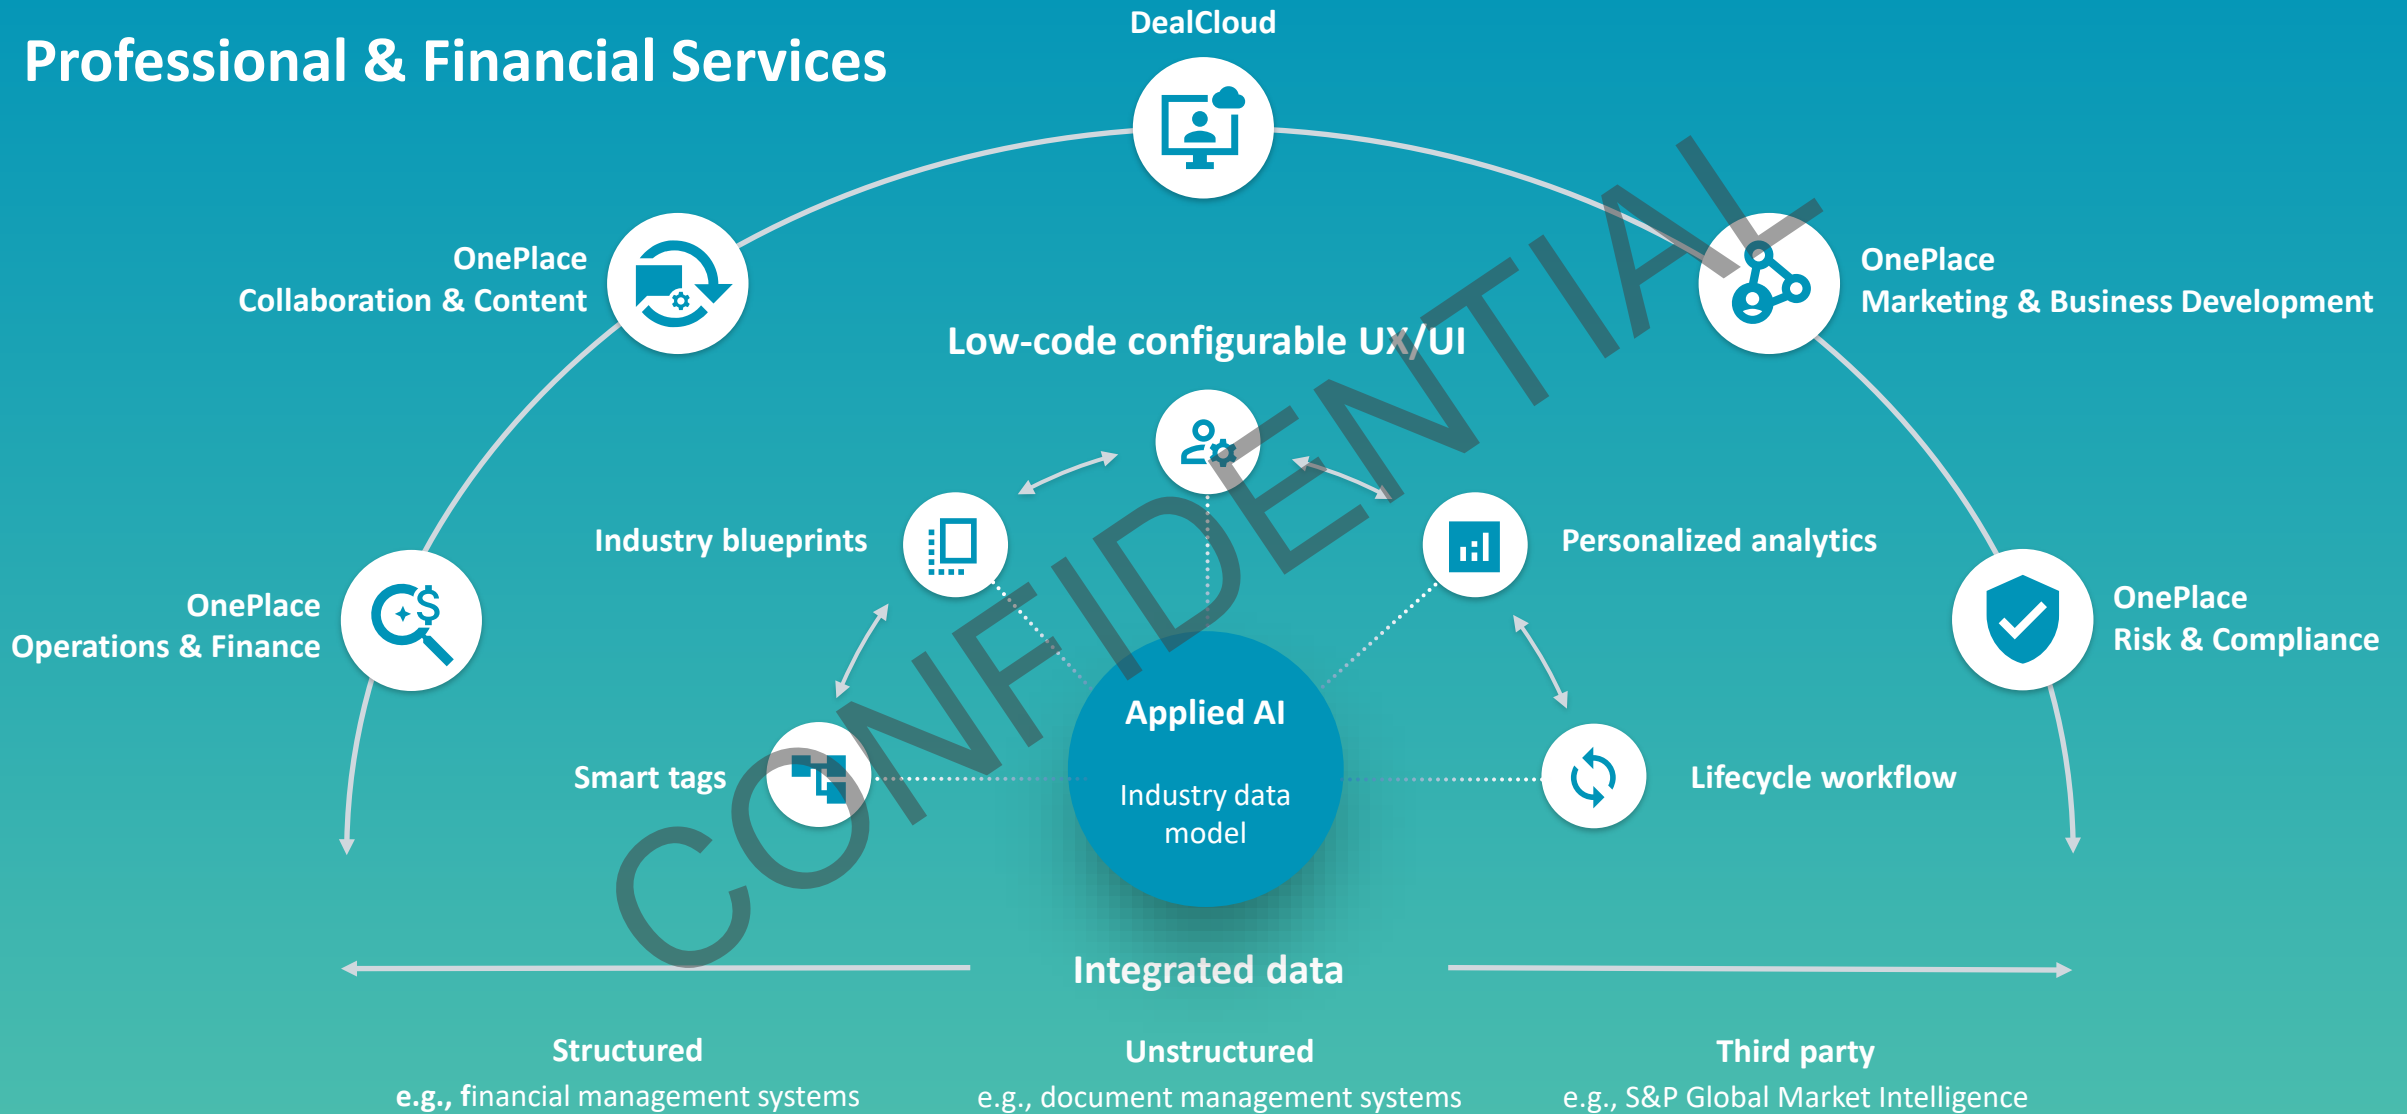 Professional & Financial Services
DealCloud
OnePlace
Collaboration & Content
OnePlace
Marketing & Business Development
Low-code configurable UX/UI
Industry blueprints
Personalized analytics
OnePlace
Operations & Finance
OnePlace
Risk & Compliance
Smart tags
Applied AI
Industry data
model
Lifecycle workflow
$
CONFIDENTIAL
Integrated data
Structured
e.g., financial management systems
Unstructured
e.g., document management systems
Third party
e.g., S&P Global Market Intelligence